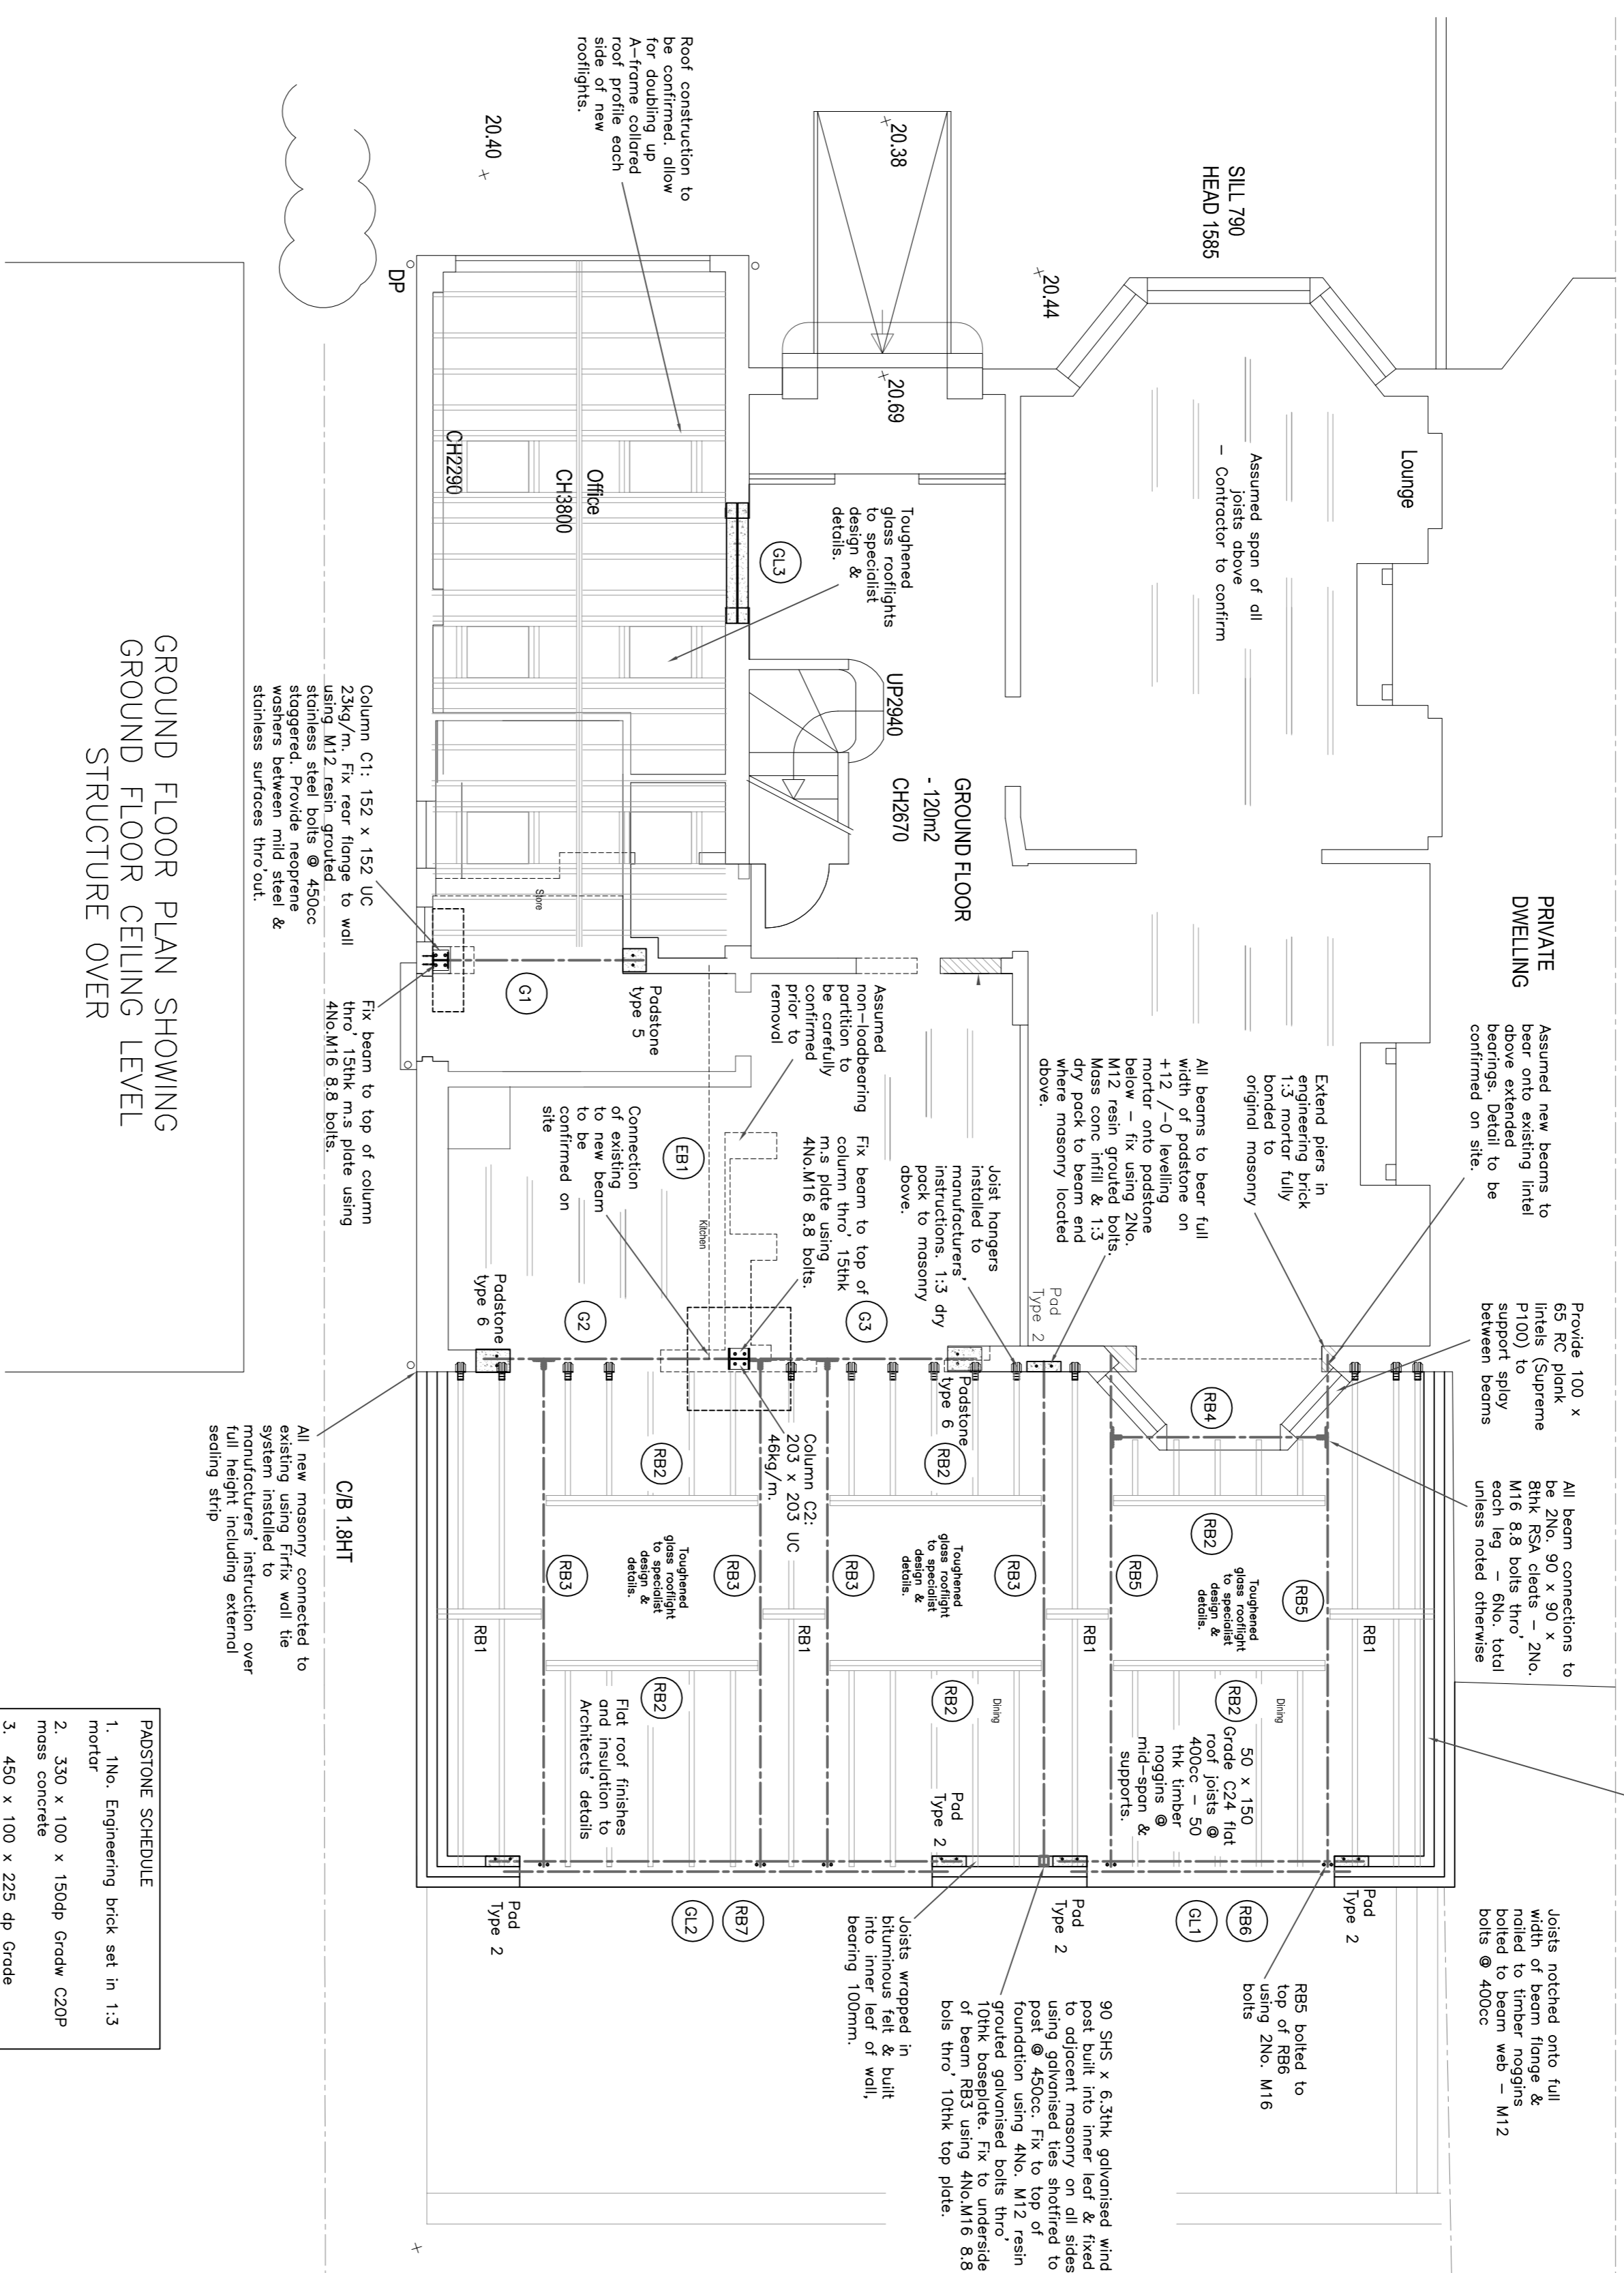 PRIVATE
DWELLING
Assumed new beams to
bear onto existing lintel
above extended
bearings. Detail to be
confirmed on site.
Provide 100 x
65 RC plank
lintels (Supreme
P100) to
support splay
between beams
All beam connections to
be 2No. 90 x 90 x
8thk RSA cleats – 2No.
M16 8.8 bolts thro'
each leg – 6No. total
unless noted otherwise
Joists notched onto full
width of beam flange &
nailed to timber noggins
bolted to beam web – M12
bolts @ 400cc
Lounge
SILL 790
HEAD 1585
Assumed span of all
joists above
– Contractor to confirm
Extend piers in
engineering brick
1:3 mortar fully
bonded to
original masonry
All beams to bear full
width of padstone on
+12 /-0 levelling
mortar onto padstone
below – fix using 2No.
M12 resin grouted bolts.
Mass conc infill & 1:3
dry pack to beam end
where masonry located
above.
Pad
Type 2
RB4
RB2
RB5
RB5
RB1
Toughened
glass rooflight
to specialist
design &
details.
RB2
Dining
50 x 150
Grade C24 flat
roof joists @
400cc – 50
thk timber
noggins @
mid-span &
supports.
Pad
Type 2
RB5 bolted to
top of RB6
using 2No. M16
bolts
RB6
GL1
20.44
20.38
20.69
GROUND FLOOR
- 120m2
CH2670
UP2940
Toughened
glass rooflights
to specialist
design &
details.
GL3
Joist hangers
installed to
manufacturers'
instructions. 1:3 dry
pack to masonry
above.
G3
Padstone
type 6
RB2
RB1
RB3
RB3
Toughened
glass rooflight
to specialist
design &
details.
RB2
Dining
Pad
Type 2
Pad
Type 2
90 SHS x 6.3thk galvanised wind
post built into inner leaf & fixed
to adjacent masonry on all sides
using galvanised ties shotfired to
post @ 450cc. Fix to top of
foundation using 4No. M12 resin
grouted galvanised bolts thro'
10thk baseplate. Fix to underside
of beam RB3 using 4No.M16 8.8
bols thro' 10thk top plate.
Joists wrapped in
bituminous felt & built
into inner leaf of wall,
bearing 100mm.
Assumed
non-loadbearing
partition to
be carefully
confirmed
prior to
removal
Fix beam to top of
column thro' 15thk
m.s plate using
4No.M16 8.8 bolts.
Column C2:
203 x 203 UC
46kg/m.
EB1
Kitchen
Connection
of existing
to new beam
to be
confirmed on
site
G2
Padstone
type 6
RB2
RB1
RB3
RB3
Toughened
glass rooflight
to specialist
design &
details.
RB2
Flat roof finishes
and insulation to
Architects' details
RB7
GL2
Pad
Type 2
RB1
Roof construction to
be confirmed. allow
for doubling up
A-frame collared
roof profile each
side of new
rooflights.
20.40
Office
CH3800
CH2290
DP
Store
Padstone
type 5
G1
Column C1: 152 x 152 UC
23kg/m. Fix rear flange to wall
using M12 resin grouted
stainless steel bolts @ 450cc
staggered. Provide neoprene
washers between mild steel &
stainless surfaces thro'out.
Fix beam to top of column
thro' 15thk m.s plate using
4No.M16 8.8 bolts.
C/B 1.8HT
All new masonry connected to
existing using Firfix wall tie
system installed to
manufacturers' instruction over
full height including external
sealing strip
GROUND FLOOR PLAN SHOWING
GROUND FLOOR CEILING LEVEL
STRUCTURE OVER
PADSTONE SCHEDULE
1. 1No. Engineering brick set in 1:3
mortar
2. 330 x 100 x 150dp Gradw C20P
mass concrete
3. 450 x 100 x 225 dp Grade